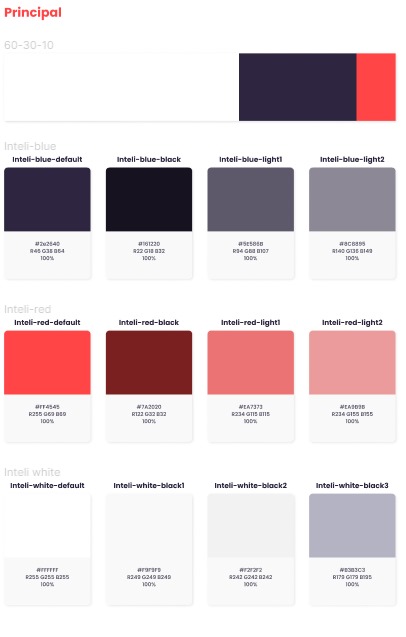 Principal
60-30-10
Inteli-blue
Inteli-blue-default
Inteli-blue-black
Inteli-blue-light1
Inteli-blue-light2
#2e2640
R46 G38 B64
100%
#161220
R22 G18 B32
100%
#5E586B
R94 G88 B107
100%
#8C8895
R140 G136 B149
100%
Inteli-red
Inteli-red-default
Inteli-red-black
Inteli-red-light1
Inteli-red-light2
#FF4545
R255 G69 B69
100%
#7A2020
R122 G32 B32
100%
#EA7373
R234 G115 B115
100%
#EA9B9B
R234 G155 B155
100%
Inteli white
Inteli-white-default
Inteli-white-black1
Inteli-white-black2
Inteli-white-black3
#FFFFFF
R255 G255 B255
100%
#F9F9F9
R249 G249 B249
100%
#F2F2F2
R242 G242 B242
100%
#B3B3C3
R179 G179 B195
100%